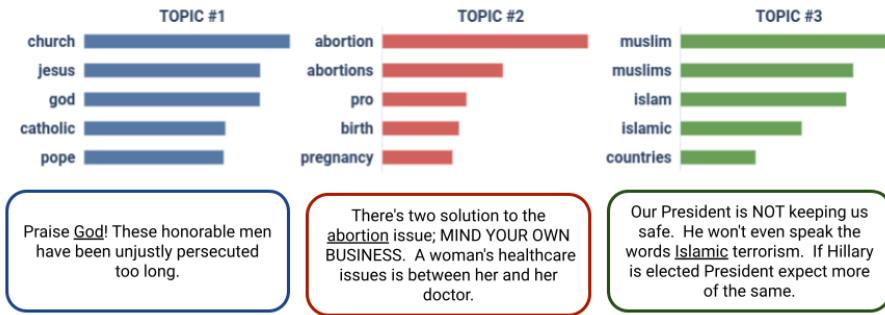 TOPIC #1
church
jesus
god
catholic
pope
Praise God! These honorable men
have been unjustly persecuted
too long.
TOPIC #2
abortion
abortions
pro
birth
pregnancy
There's two solution to the
abortion issue; MIND YOUR OWN
BUSINESS.  A woman's healthcare
issues is between her and her
doctor.
TOPIC #3
muslim
muslims
islam
islamic
countries
Our President is NOT keeping us
safe.  He won't even speak the
words Islamic terrorism.  If Hillary
is elected President expect more
of the same.